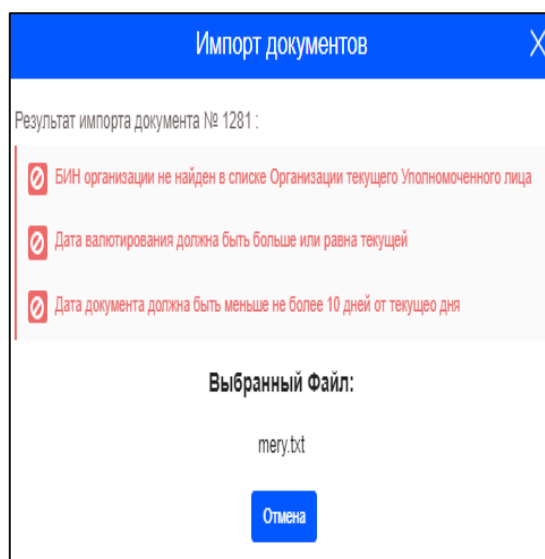 Импорт документов
Результат импорта документа № 1281 :
БИН организации не найден в списке Организации текущего Уполномоченного лица
Дата валютирования должна быть больше или равна текущей
Дата документа должна быть меньше не более 10 дней от текущео дня
Выбранный Файл:
mery.txt
Отмена